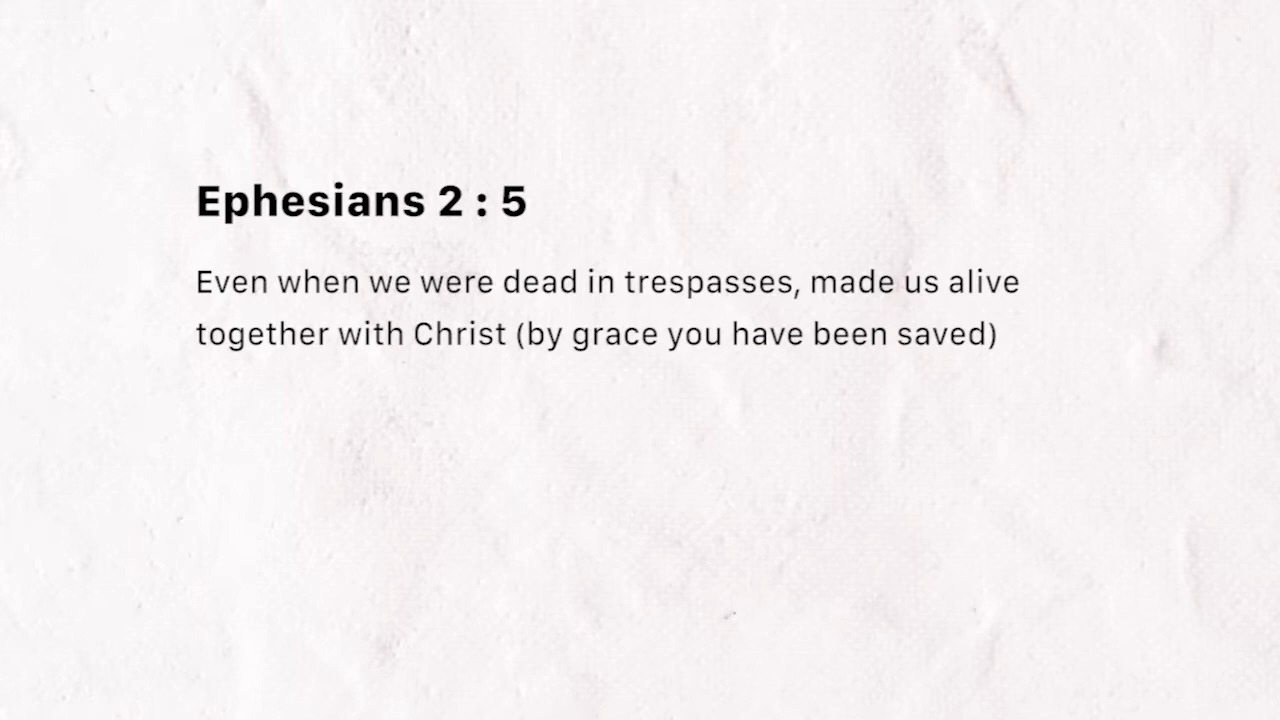 Ephesians 2 : 5
Even when we were dead in trespasses, made us alive
together with Christ (by grace you have been saved)